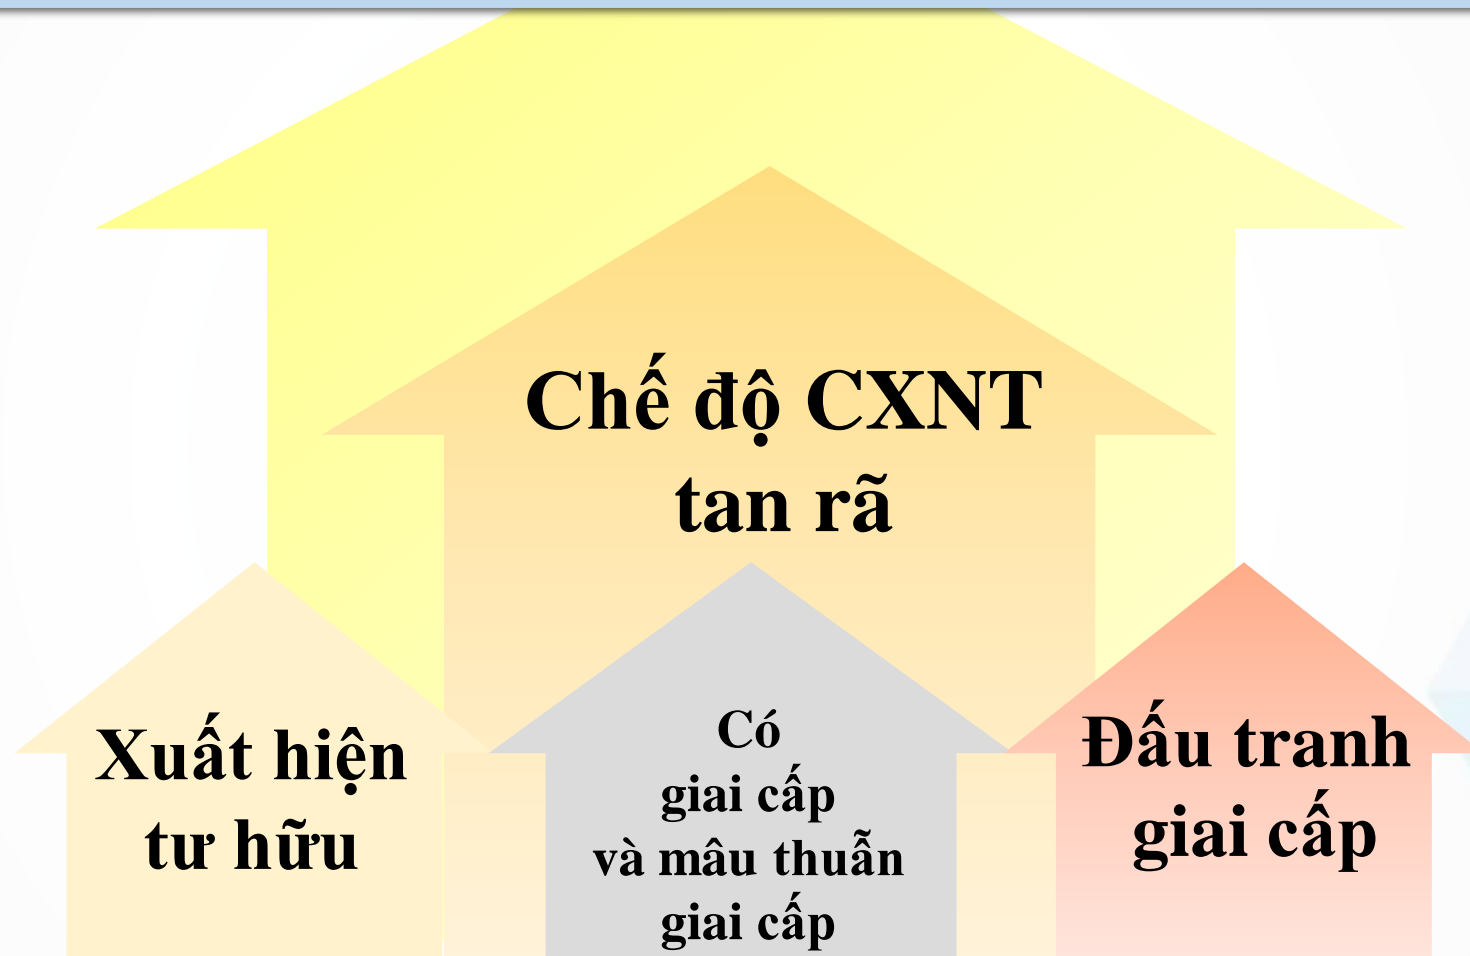 Chế độ CXNT
tan rã
Xuất hiện
tư hữu
Có
giai cấp
và mâu thuẫn
giai cấp
Đấu tranh
giai cấp